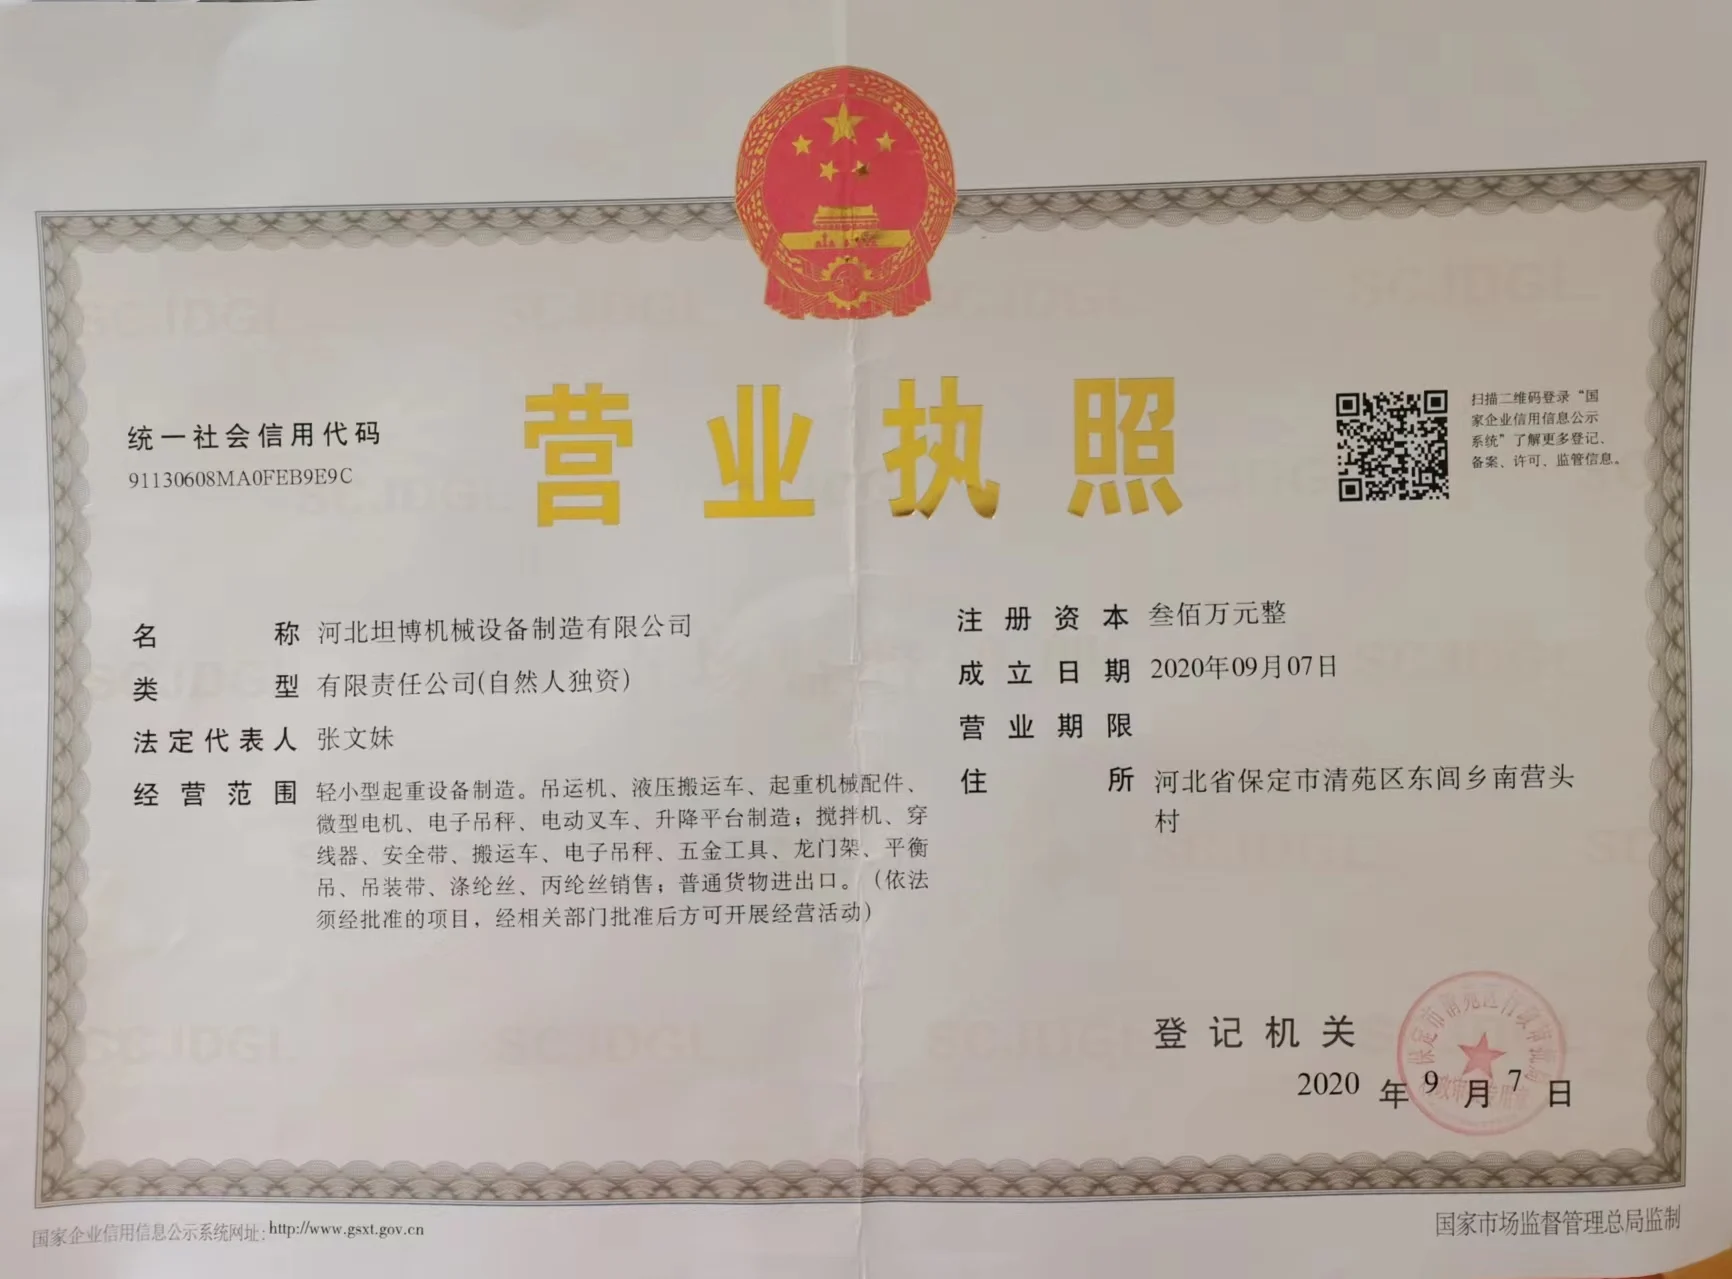 营业执照
统一社会信用代码
91130608MA0FEB9E9C
扫描二维码登录“国
家企业信用信息公示
系统”了解更多登记、
备案、许可、监管信息。
名称 河北坦博机械设备制造有限公司
类型 有限责任公司(自然人独资)
法定代表人 张文妹
经营范围 轻小型起重设备制造。吊运机、液压搬运车、起重机械配件、
微型电机、电子吊秤、电动叉车、升降平台制造；搅拌机、穿
线器、安全带、搬运车、电子吊秤、五金工具、龙门架、平衡
吊、吊装带、涤纶丝、丙纶丝销售；普通货物进出口。（依法
须经批准的项目，经相关部门批准后方可开展经营活动）
注册资本 叁佰万元整
成立日期 2020年09月07日
营业期限
住所 河北省保定市清苑区东闾乡南营头
村
登记机关
保定市清苑区行政审批局
2020 年 9 月 7 日
国家企业信用信息公示系统网址：http://www.gsxt.gov.cn
国家市场监督管理总局监制
SCJDGL